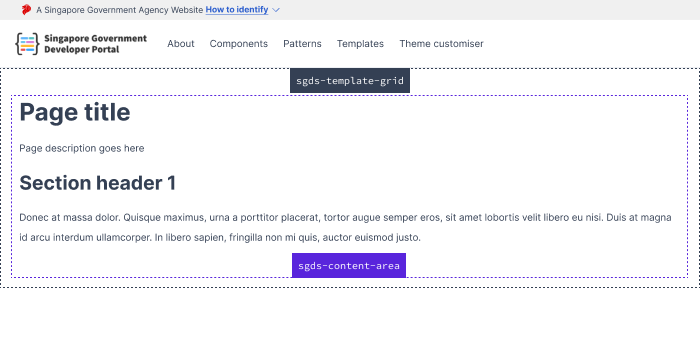 A Singapore Government Agency Website How to identify
Singapore Government
Developer Portal
About Components Patterns Templates Theme customiser
sgds-template-grid
Page title
Page description goes here
Section header 1
Donec at massa dolor. Quisque maximus, urna a porttitor placerat, tortor augue semper eros, sit amet lobortis velit libero eu nisi. Duis at magna
id arcu interdum ullamcorper. In libero sapien, fringilla non mi quis, auctor euismod justo.
sgds-content-area